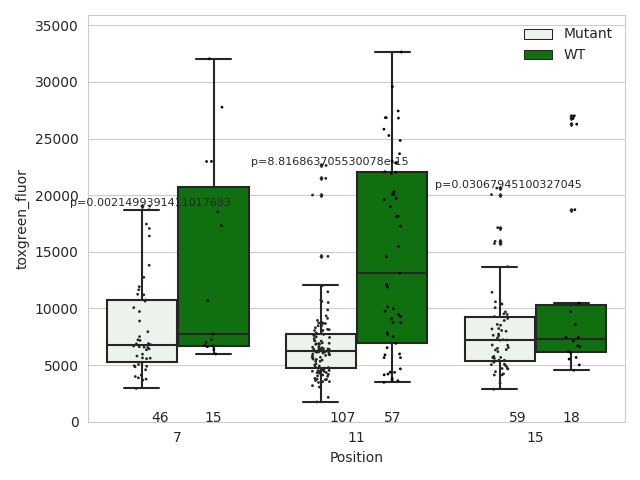 35000
30000
25000
20000
15000
10000
5000
0
toxgreen_fluor
Mutant
WT
p=0.0021499391411017683
p=8.816863705530078e-15
p=0.03067945100327045
46 15 107 57 59 18
7 11 15
Position